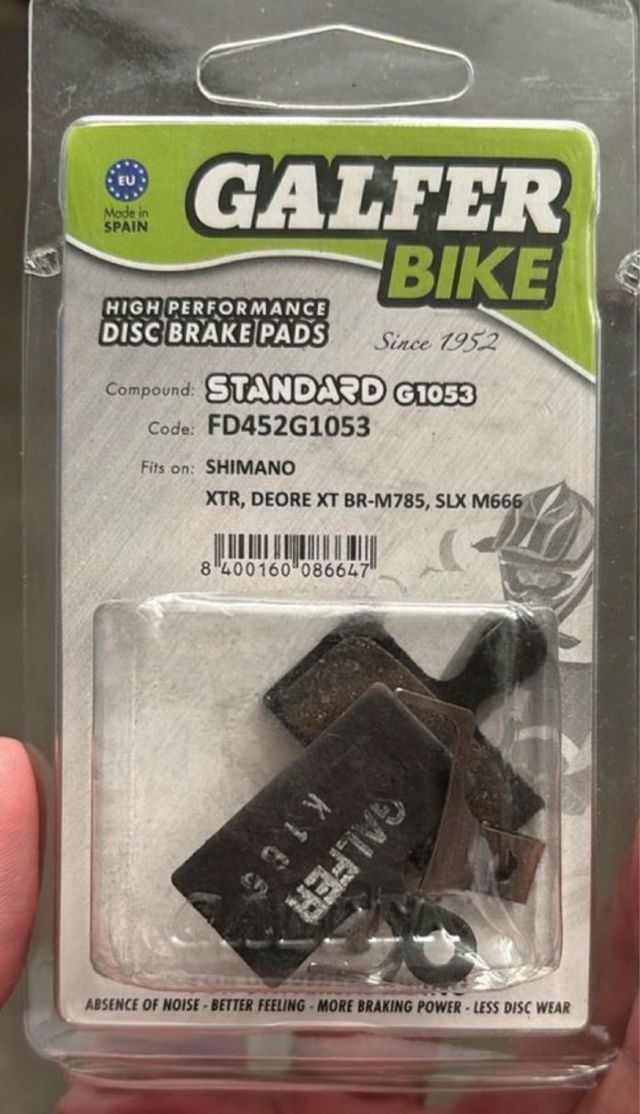 EU
Made in
SPAIN
GALFER
BIKE
HIGH PERFORMANCE
DISC BRAKE PADS
Since 1952
Compound: STANDARD G1053
Code: FD452G1053
Fits on: SHIMANO
XTR, DEORE XT BR-M785, SLX M666
8 400160 086647
GALFER
ABSENCE OF NOISE - BETTER FEELING - MORE BRAKING POWER - LESS DISC WEAR